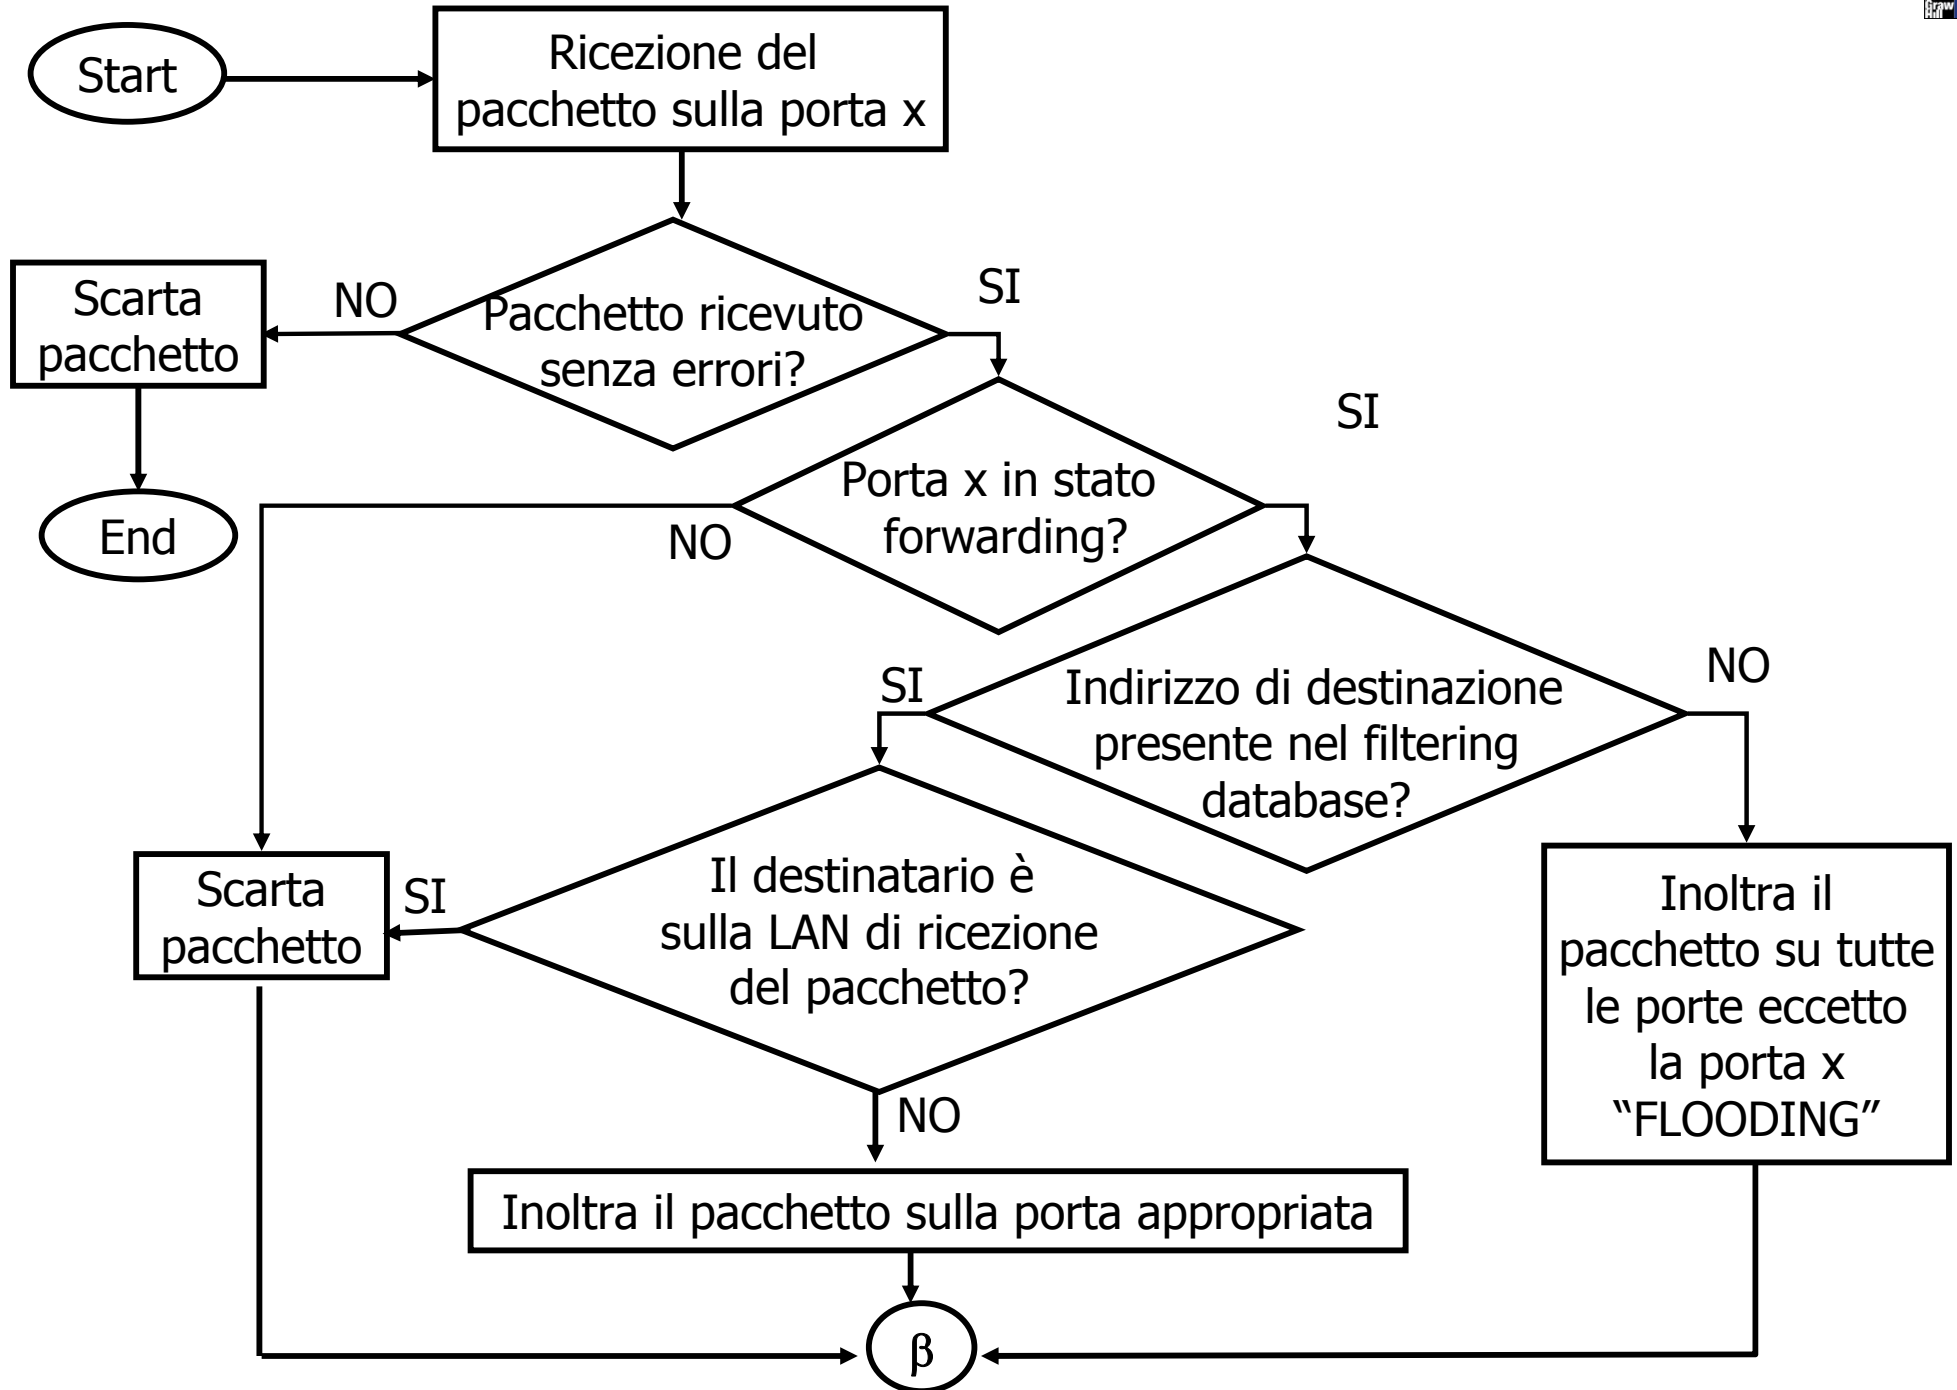 Graw
Hill
Start
Ricezione del
pacchetto sulla porta x
Scarta
pacchetto
NO
Pacchetto ricevuto
senza errori?
SI
SI
End
NO
Porta x in stato
forwarding?
SI
Indirizzo di destinazione
presente nel filtering
database?
NO
Scarta
pacchetto
SI
Il destinatario è
sulla LAN di ricezione
del pacchetto?
Inoltra il
pacchetto su tutte
le porte eccetto
la porta x
“FLOODING”
NO
Inoltra il pacchetto sulla porta appropriata
β